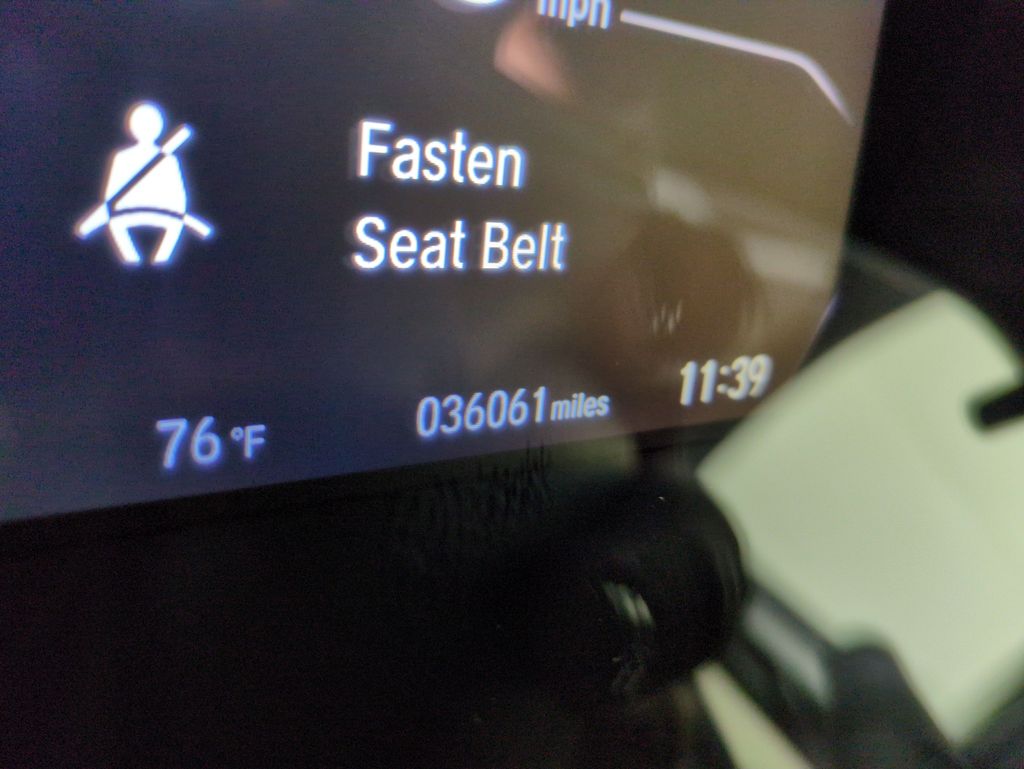 mph
Fasten
Seat Belt
76 °F 036061 miles 11:39